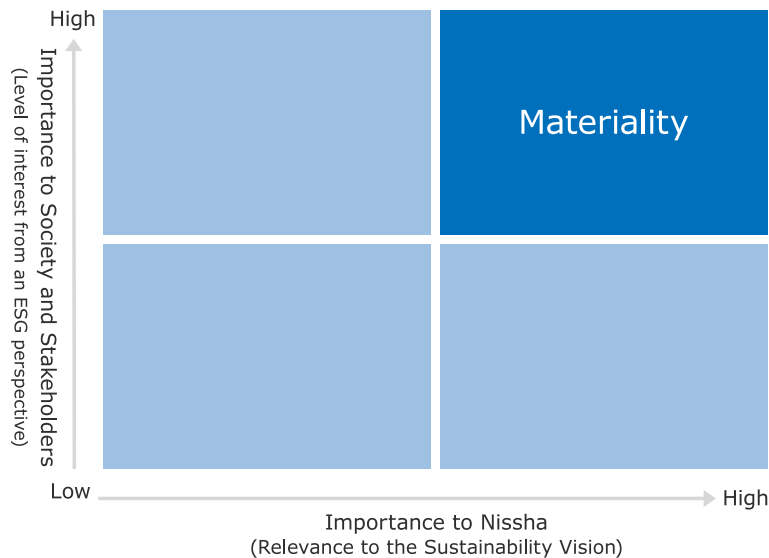 High
Importance to Society and Stakeholders
(Level of interest from an ESG perspective)
Materiality
Low
High
Importance to Nissha
(Relevance to the Sustainability Vision)